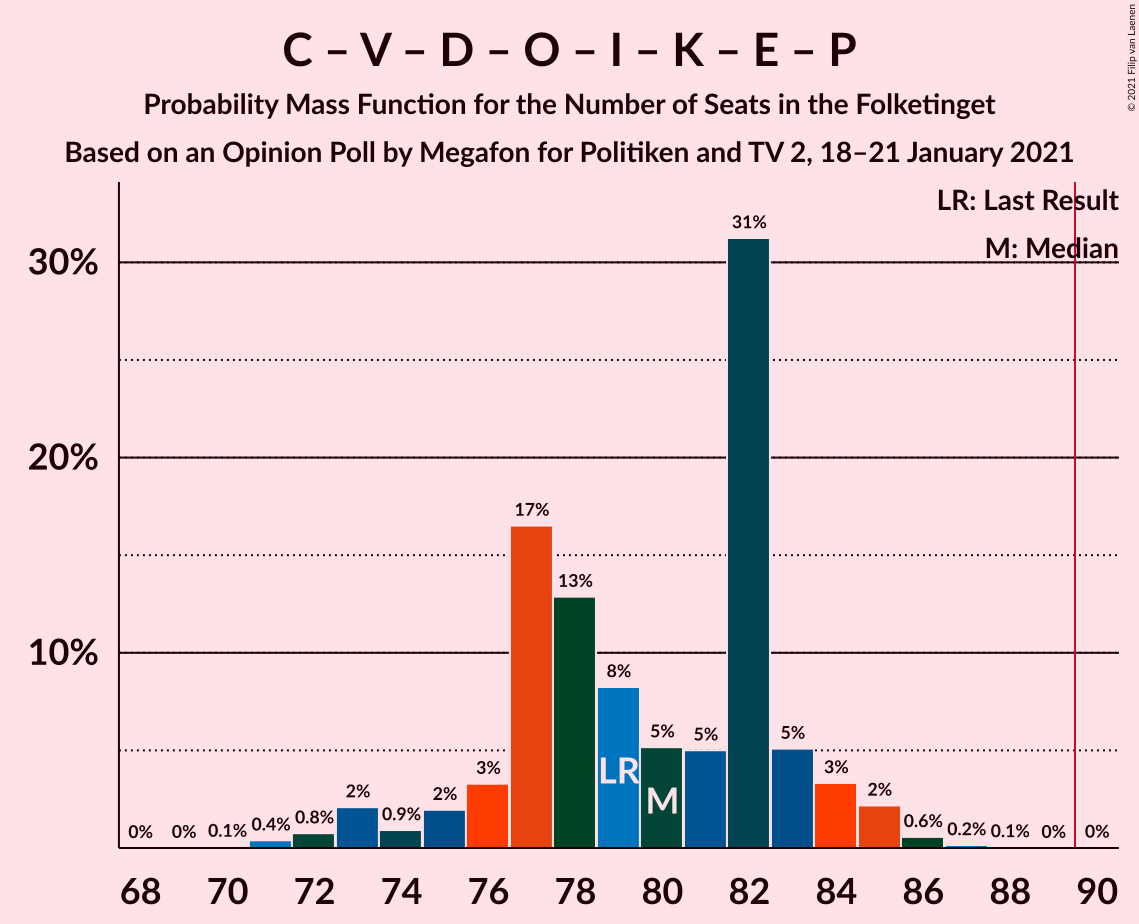 C – V – D – O – I – K – E – P
Probability Mass Function for the Number of Seats in the Folketinget
Based on an Opinion Poll by Megafon for Politiken and TV 2, 18–21 January 2021
© 2021 Filip van Laenen
LR: Last Result
M: Median
30%
20%
10%
0% 0% 0.1% 0.4% 0.8% 2% 0.9% 2% 3% 17% 13% 8% 5% 5% 31% 5% 3% 2% 0.6% 0.2% 0.1% 0% 0%
LR
M
68 70 72 74 76 78 80 82 84 86 88 90